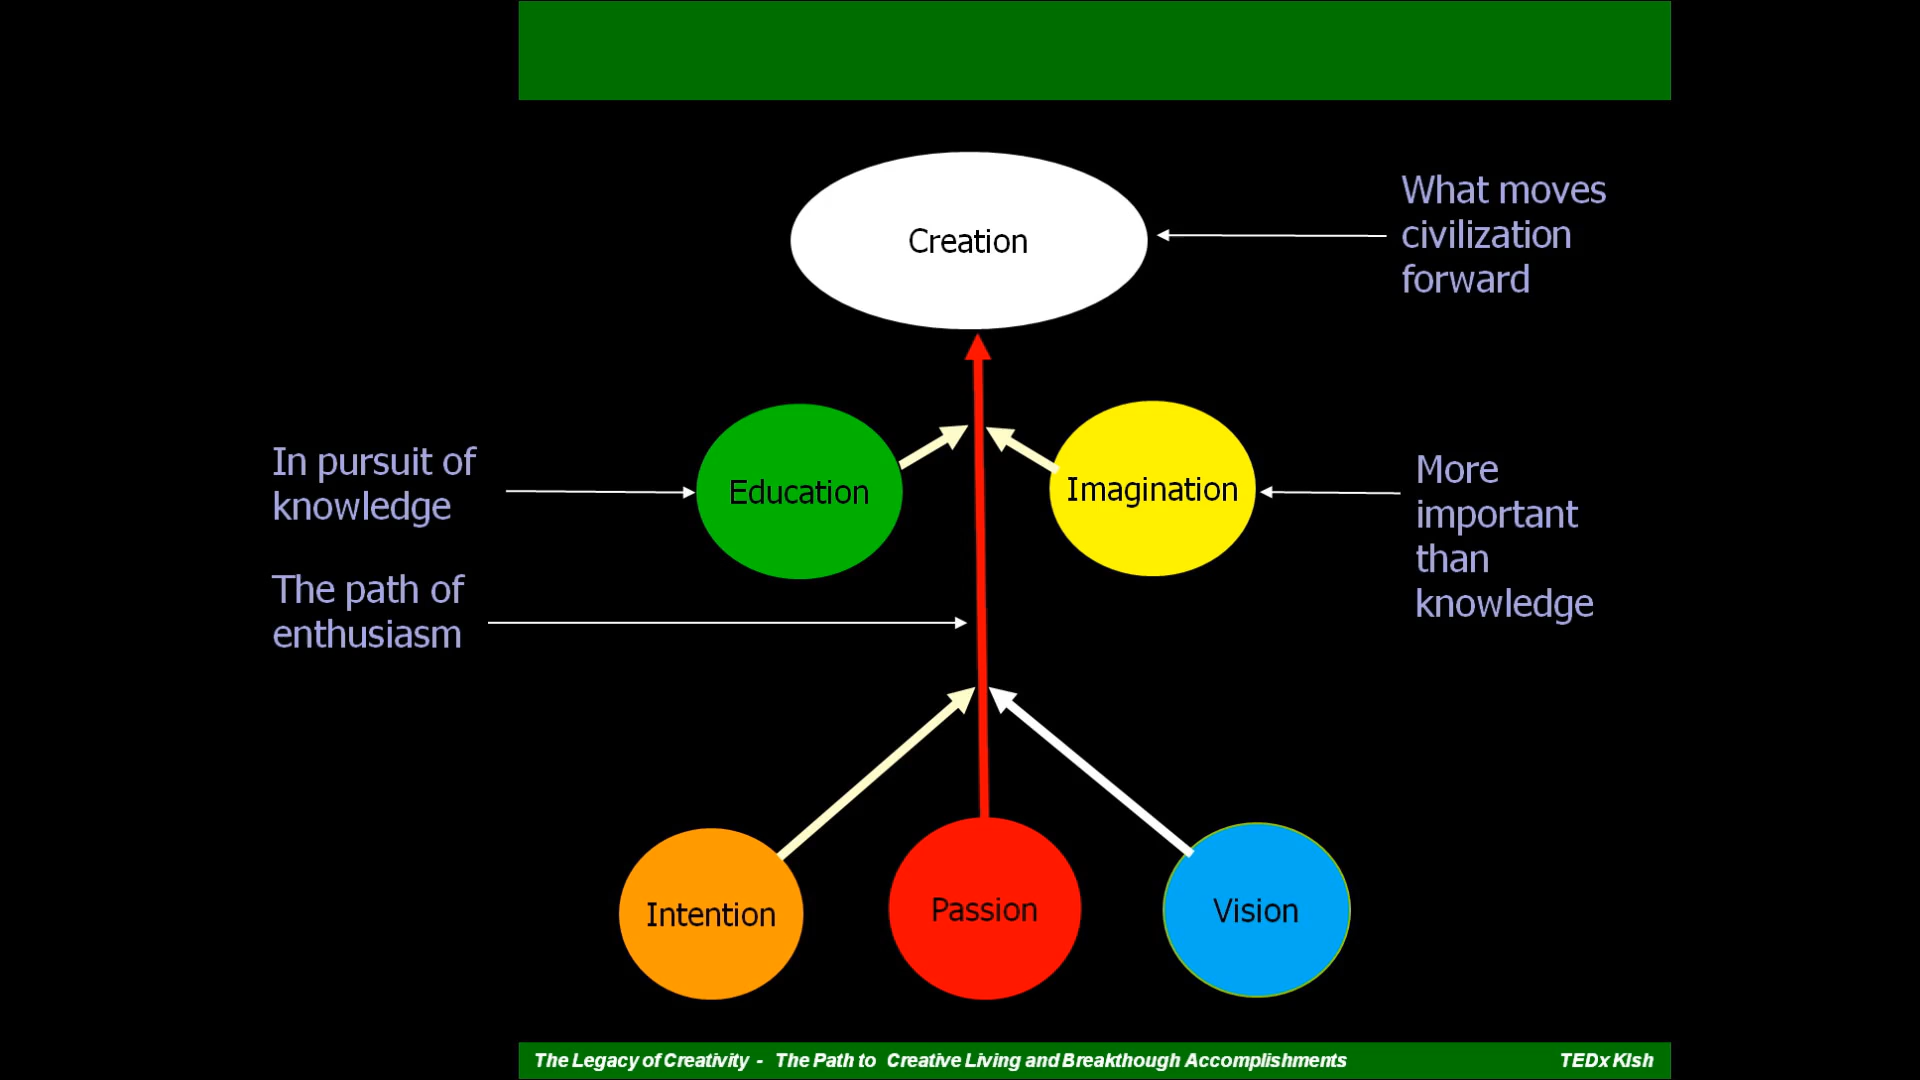 Creation
What moves
civilization
forward
In pursuit of
knowledge
Education
Imagination
More
important
than
knowledge
The path of
enthusiasm
Intention
Passion
Vision
The Legacy of Creativity - The Path to Creative Living and Breakthough Accomplishments
TEDx KIsh